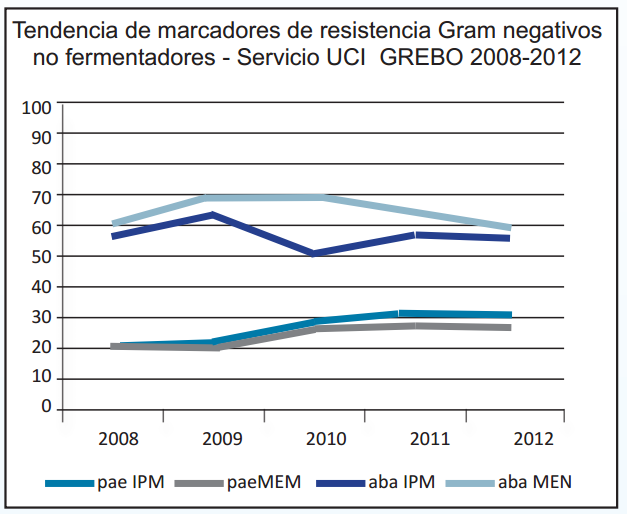 Tendencia de marcadores de resistencia Gram negativos
no fermentadores - Servicio UCI GREBO 2008-2012
100
90
80
70
60
50
40
30
20
10
0
2008 2009 2010 2011 2012
pae IPM paeMEM aba IPM aba MEN